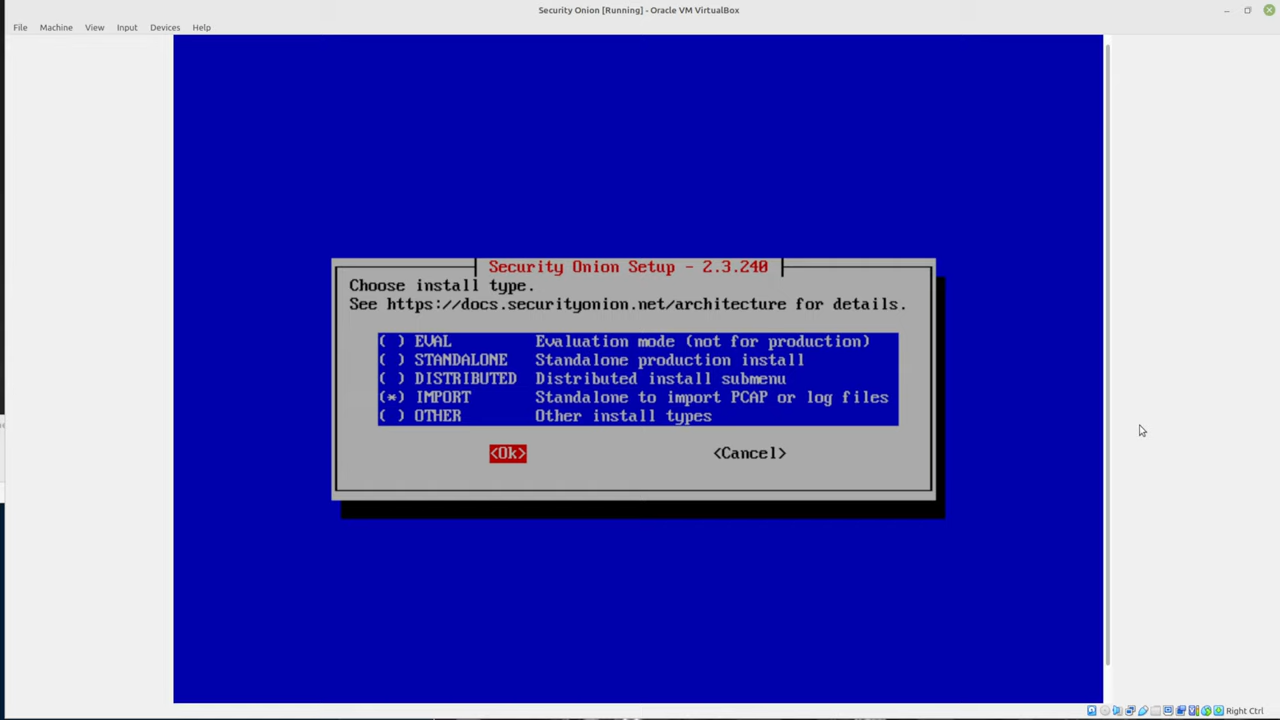 Security Onion [Running] - Oracle VM VirtualBox
File Machine View Input Devices Help
Security Onion Setup - 2.3.240
Choose install type.
See https://docs.securityonion.net/architecture for details.
( ) EVAL Evaluation mode (not for production)
( ) STANDALONE Standalone production install
( ) DISTRIBUTED Distributed install submenu
(*) IMPORT Standalone to import PCAP or log files
( ) OTHER Other install types
<Ok> <Cancel>
Right Ctrl